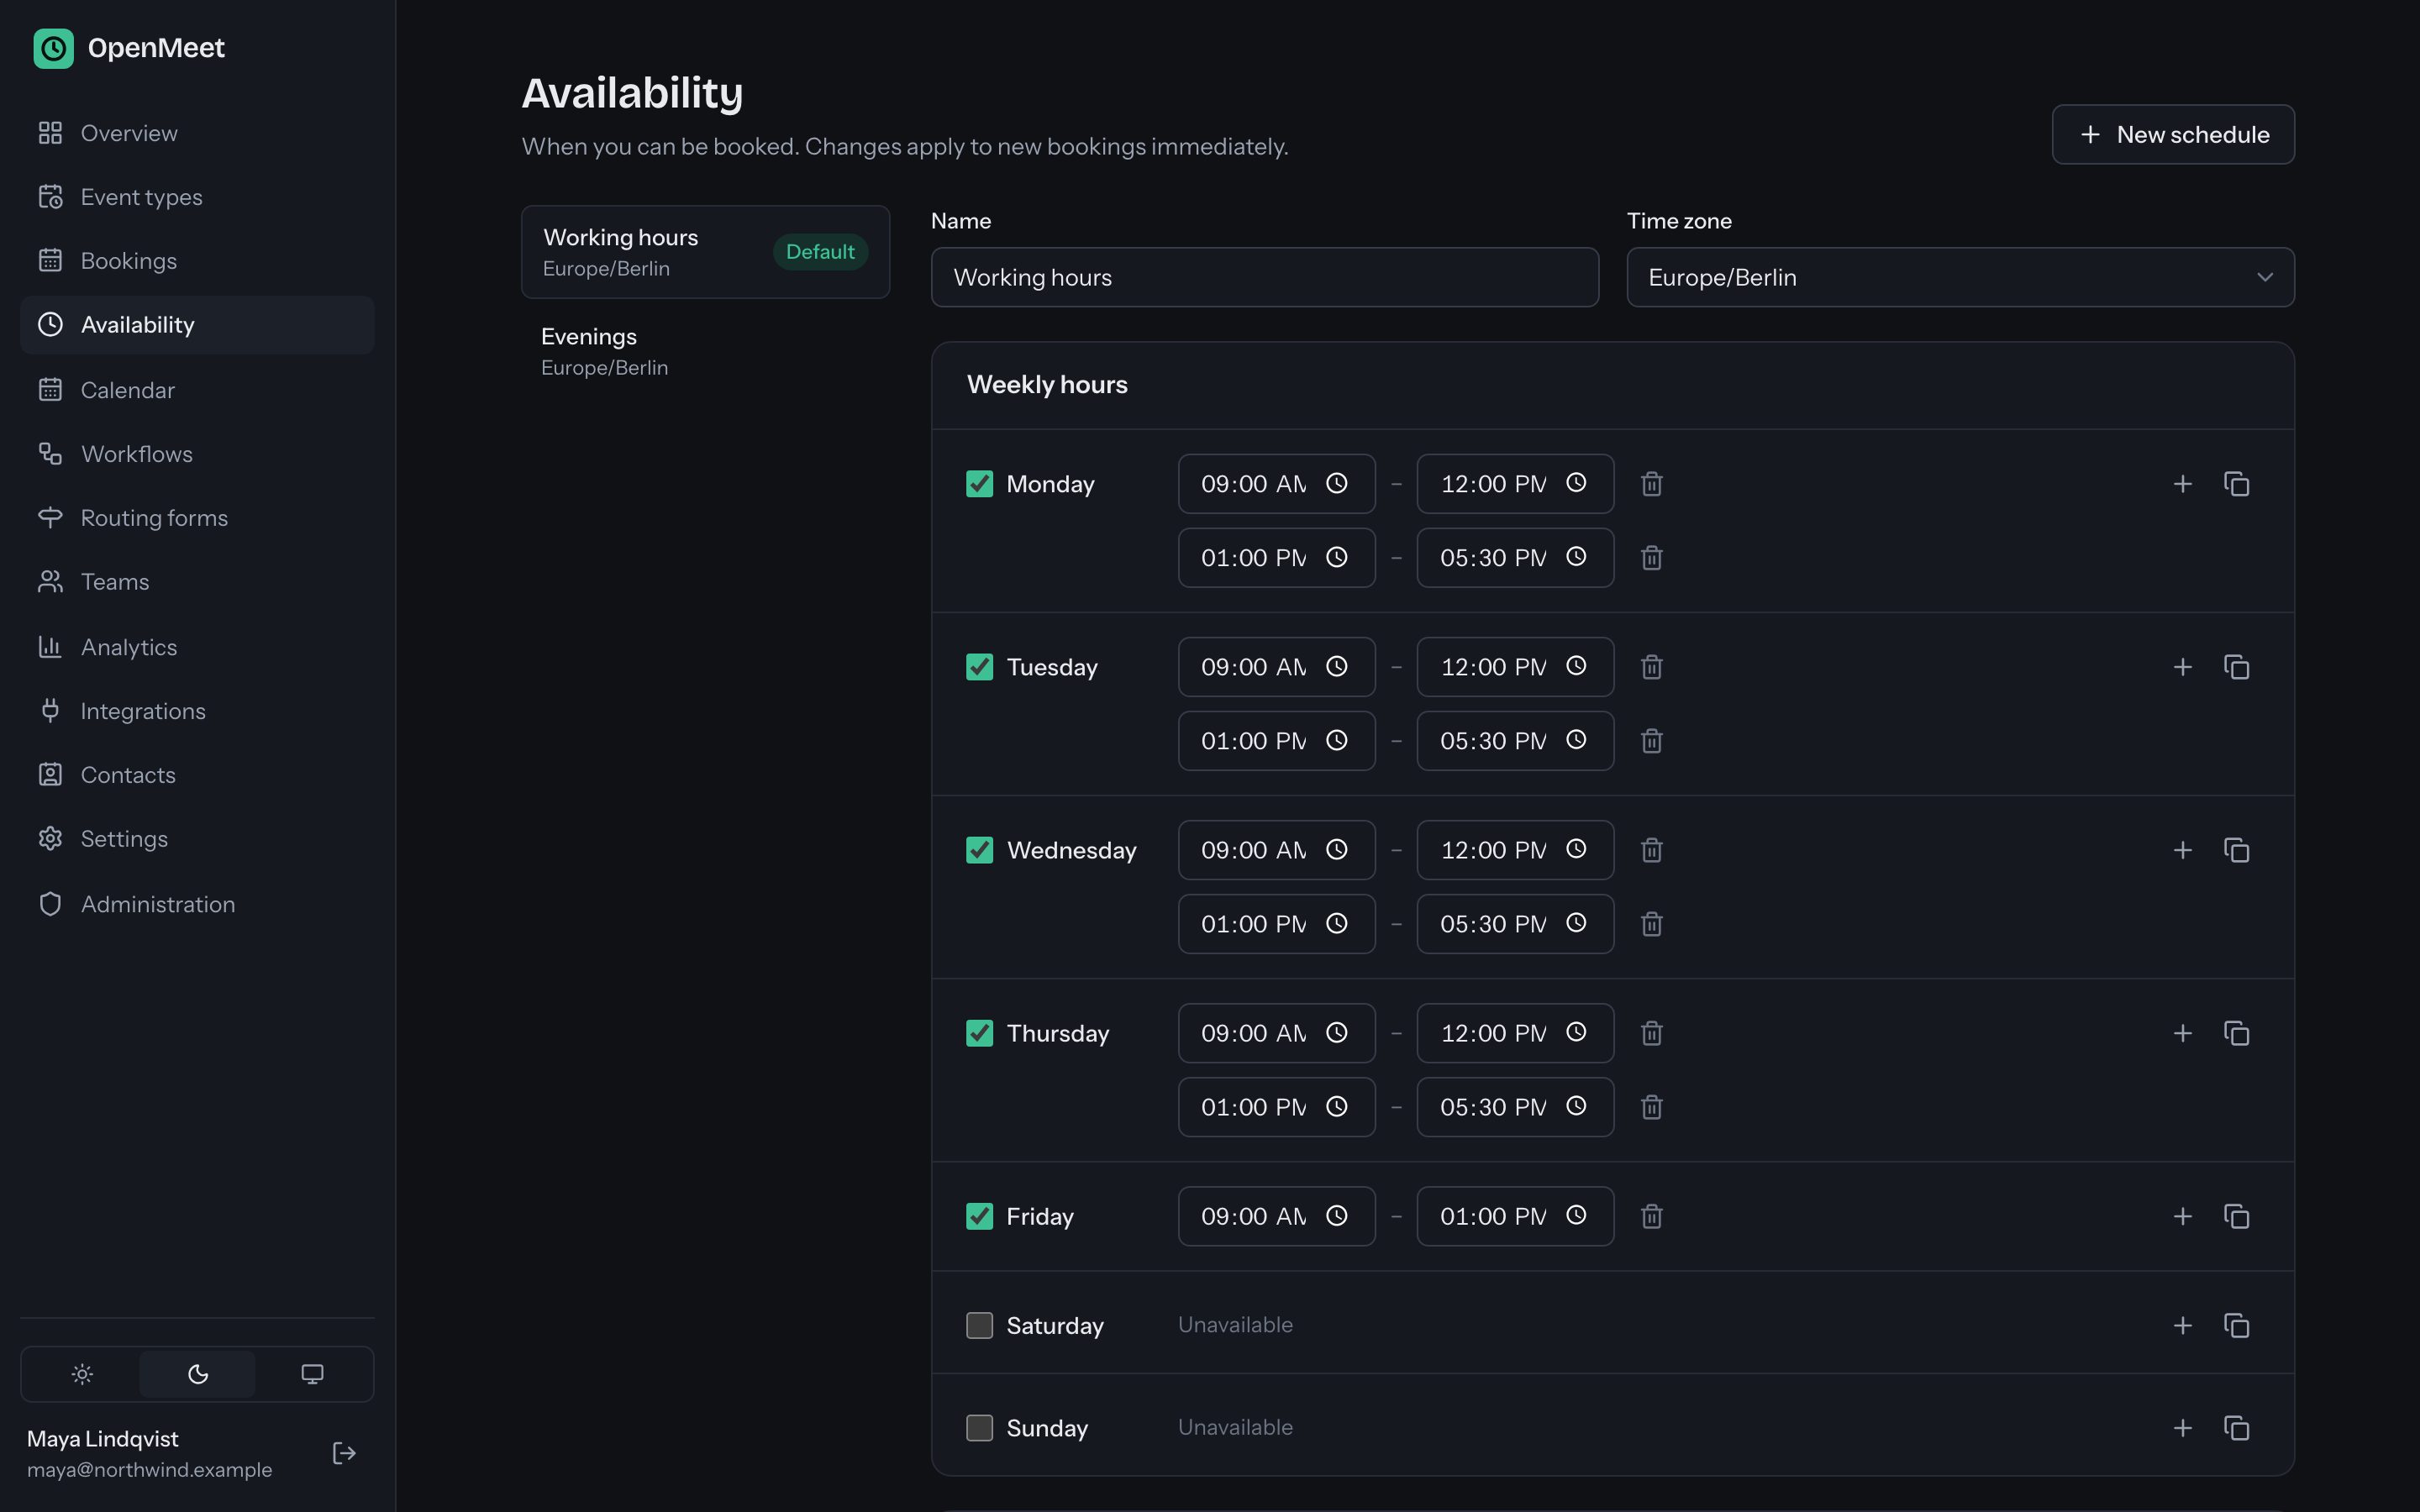 OpenMeet
Overview
Event types
Bookings
Availability
Calendar
Workflows
Routing forms
Teams
Analytics
Integrations
Contacts
Settings
Administration
Maya Lindqvist
maya@northwind.example
Availability
When you can be booked. Changes apply to new bookings immediately.
New schedule
Working hours
Europe/Berlin
Default
Evenings
Europe/Berlin
Name
Working hours
Time zone
Europe/Berlin
Weekly hours
Monday 09:00 AM – 12:00 PM
01:00 PM – 05:30 PM
Tuesday 09:00 AM – 12:00 PM
01:00 PM – 05:30 PM
Wednesday 09:00 AM – 12:00 PM
01:00 PM – 05:30 PM
Thursday 09:00 AM – 12:00 PM
01:00 PM – 05:30 PM
Friday 09:00 AM – 01:00 PM
Saturday Unavailable
Sunday Unavailable